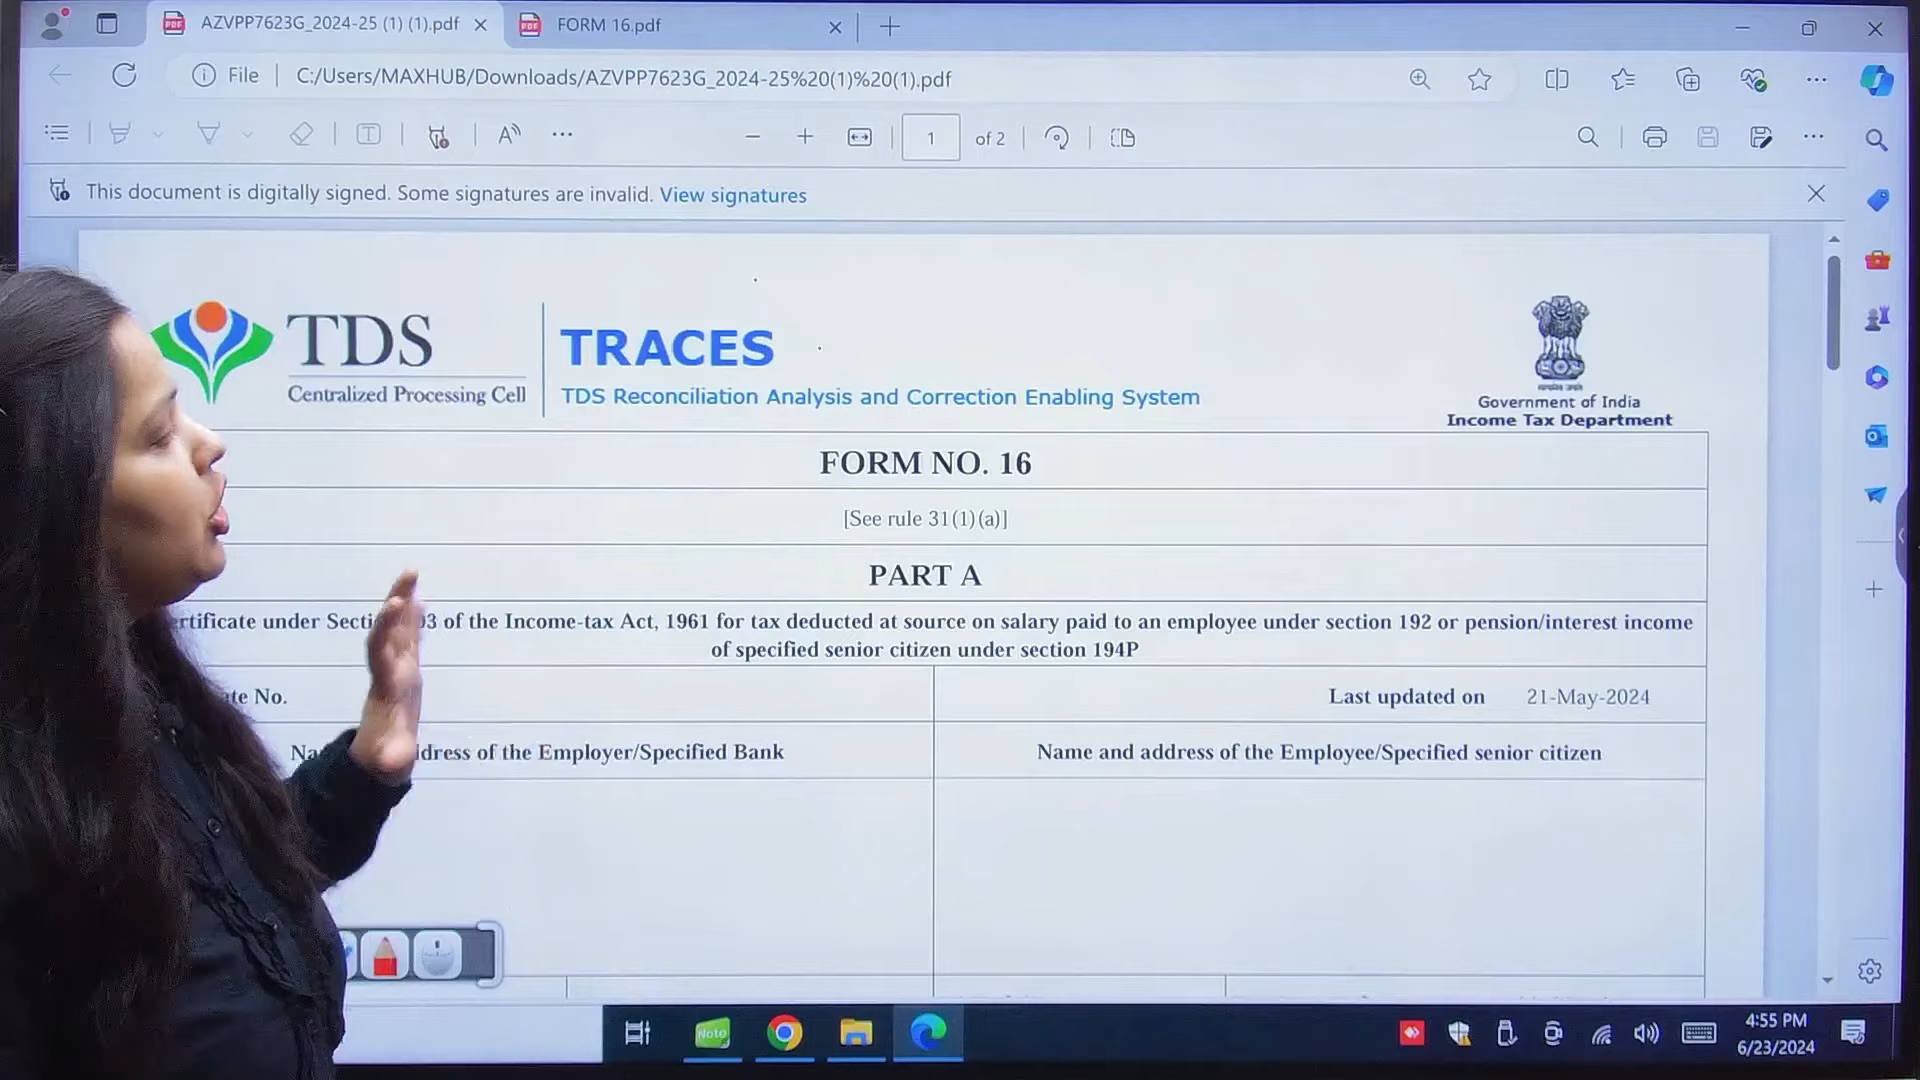 AZVPP7623G_2024-25 (1) (1).pdf
FORM 16.pdf
File
C:/Users/MAXHUB/Downloads/AZVPP7623G_2024-25%20(1)%20(1).pdf
1 of 2
This document is digitally signed. Some signatures are invalid. View signatures
TDS
Centralized Processing Cell
TRACES
TDS Reconciliation Analysis and Correction Enabling System
Government of India
Income Tax Department
FORM NO. 16
[See rule 31(1)(a)]
PART A
under Section of the Income-tax Act, 1961 for tax deducted at source on salary paid to an employee under section 192 or pension/interest income
of specified senior citizen under section 194P
No.
Last updated on 21-May-2024
of the Employer/Specified Bank
Name and address of the Employee/Specified senior citizen
Note
4:55 PM
6/23/2024